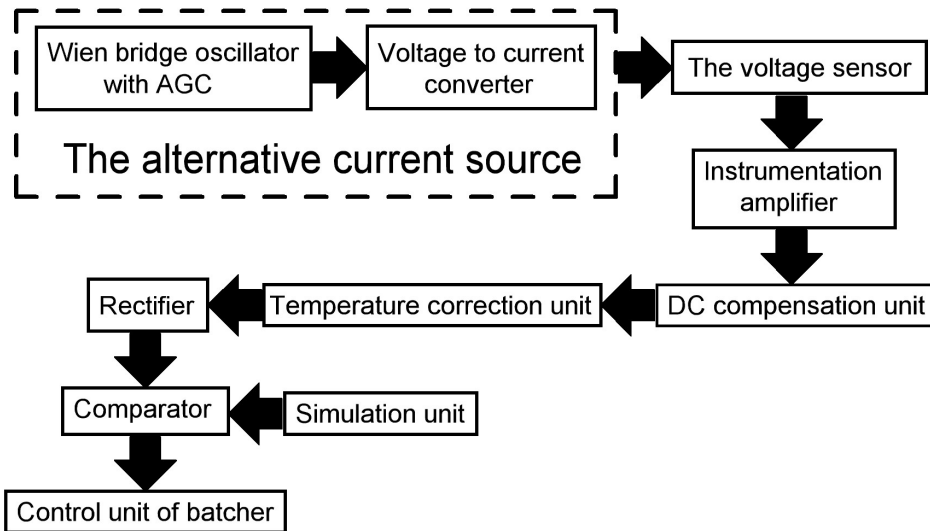 Wien bridge oscillator
with AGC
Voltage to current
converter
The alternative current source
The voltage sensor
Instrumentation
amplifier
DC compensation unit
Temperature correction unit
Rectifier
Comparator
Simulation unit
Control unit of batcher